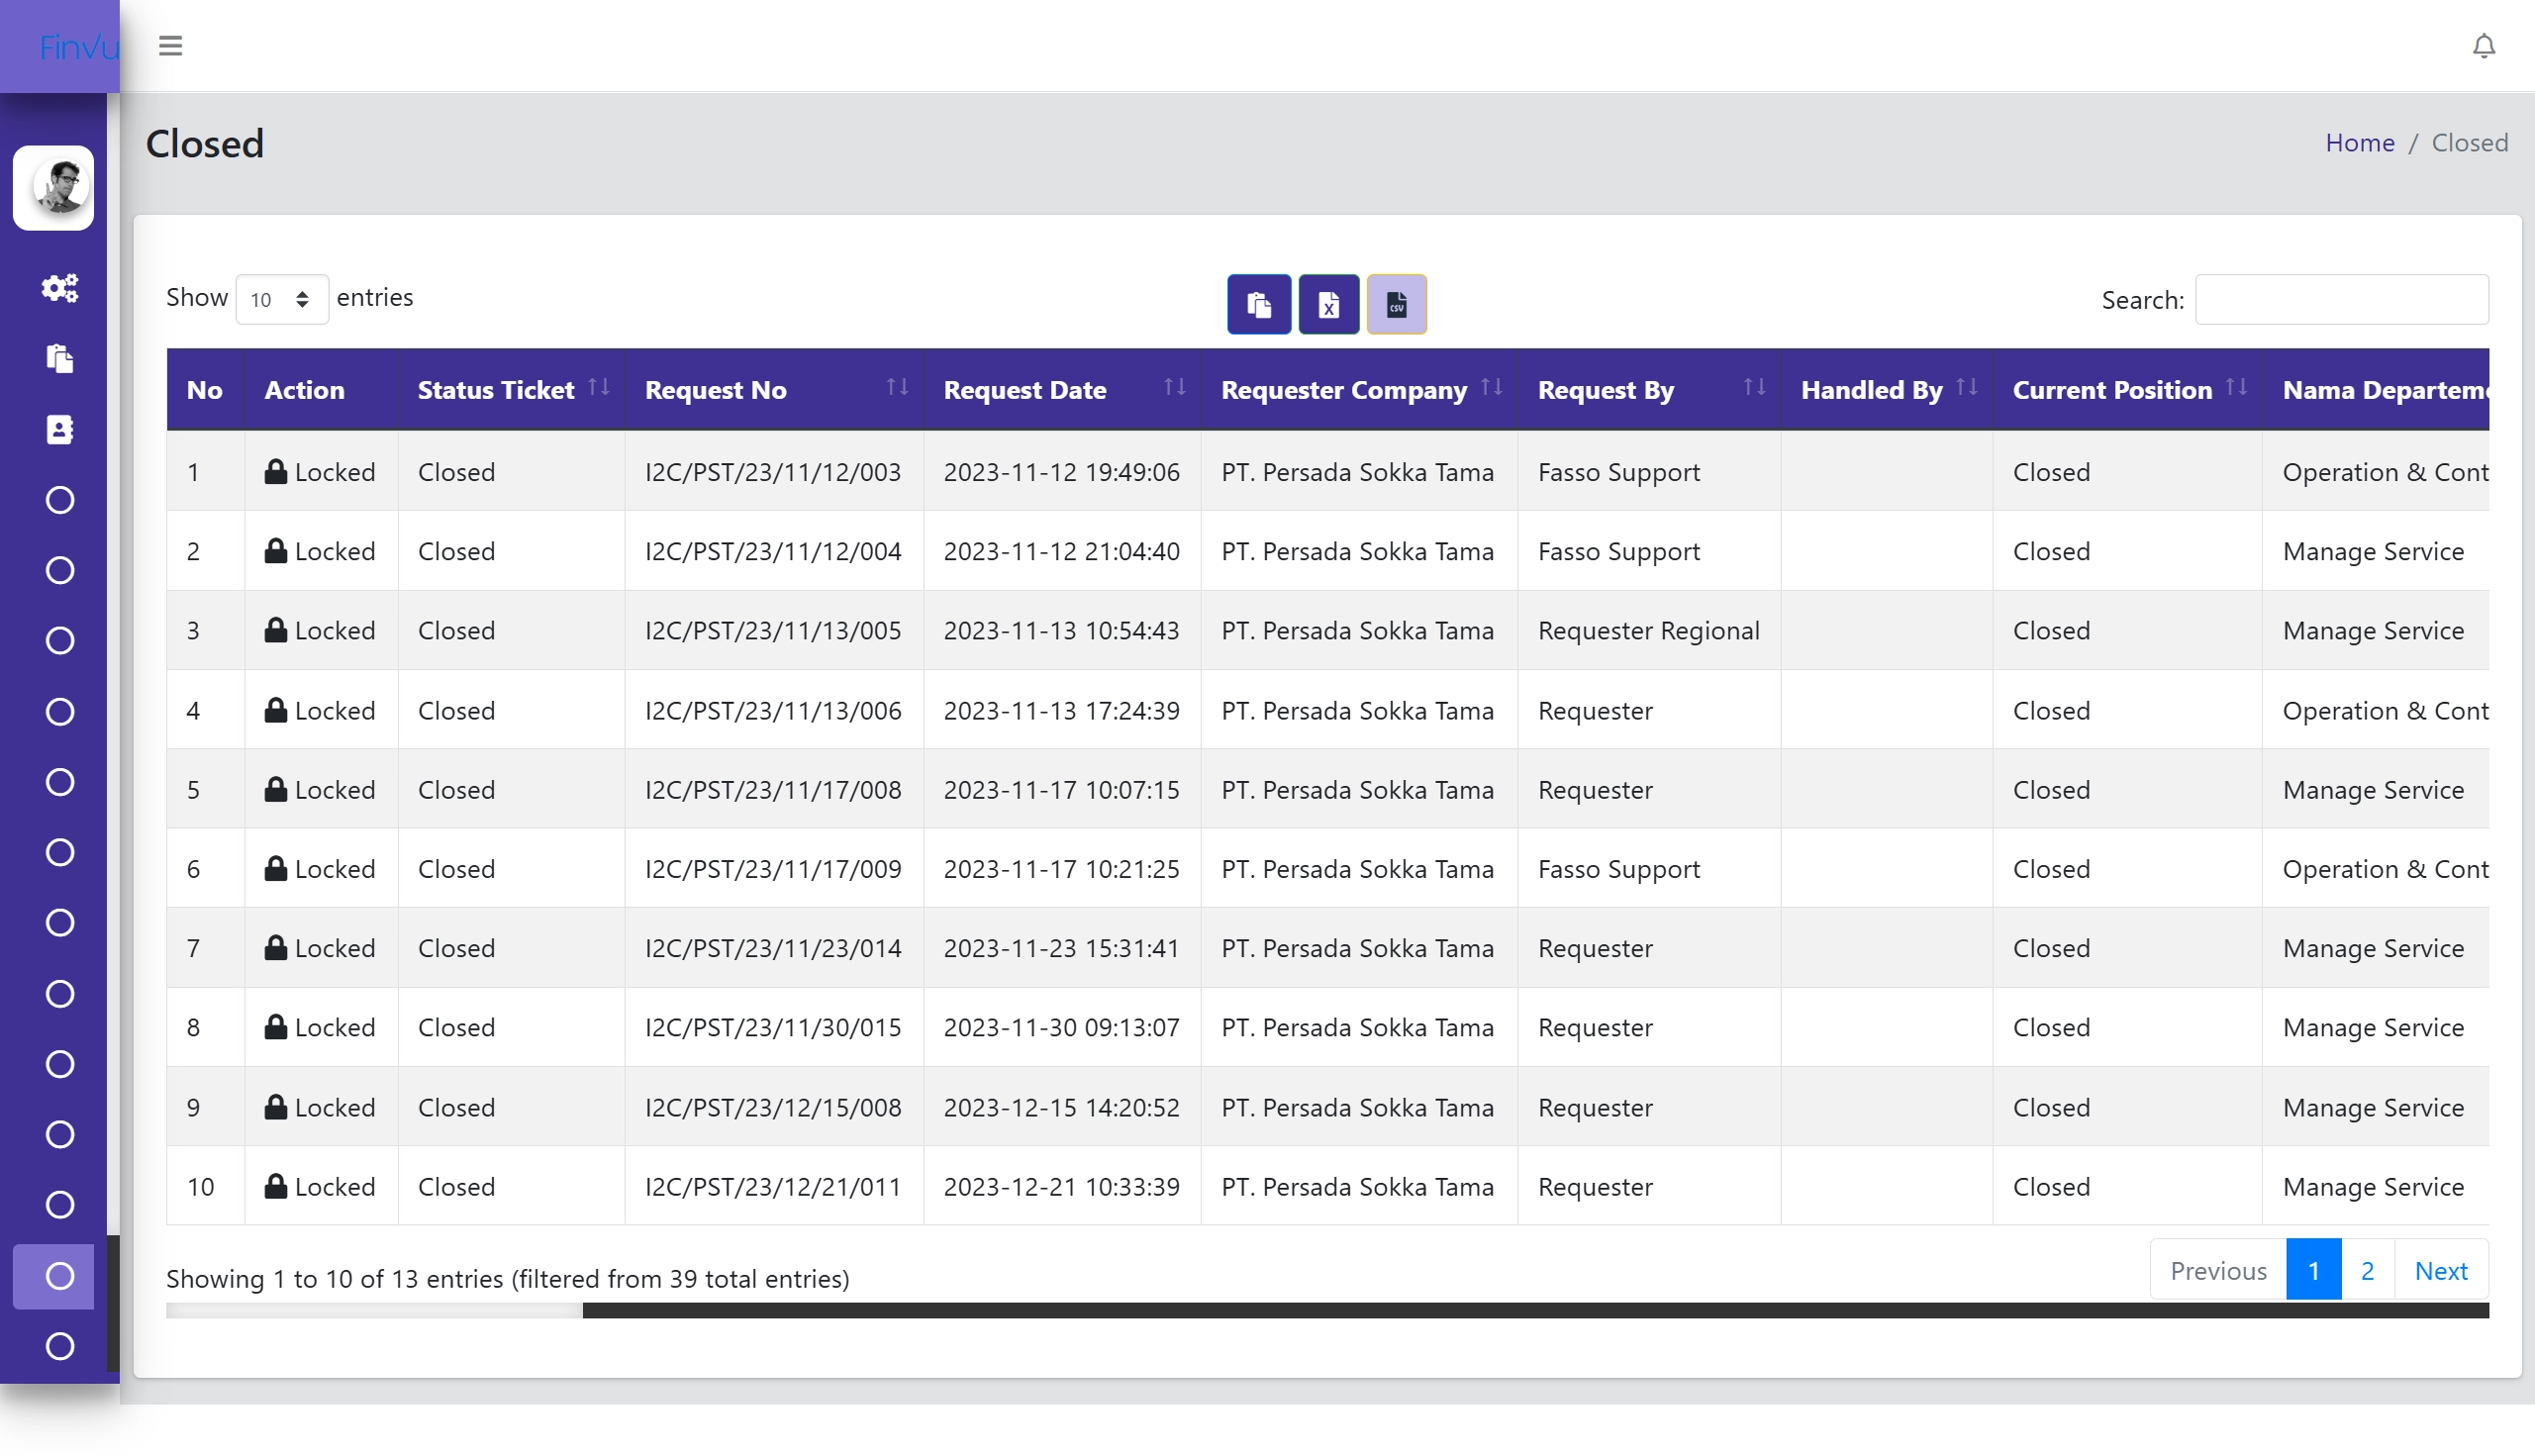 FinVu
Closed
Home / Closed
Show 10 entries
CSV
Search:
No Action Status Ticket Request No Request Date Requester Company Request By Handled By Current Position Nama Departeme
1 Locked Closed I2C/PST/23/11/12/003 2023-11-12 19:49:06 PT. Persada Sokka Tama Fasso Support Closed Operation & Cont
2 Locked Closed I2C/PST/23/11/12/004 2023-11-12 21:04:40 PT. Persada Sokka Tama Fasso Support Closed Manage Service
3 Locked Closed I2C/PST/23/11/13/005 2023-11-13 10:54:43 PT. Persada Sokka Tama Requester Regional Closed Manage Service
4 Locked Closed I2C/PST/23/11/13/006 2023-11-13 17:24:39 PT. Persada Sokka Tama Requester Closed Operation & Cont
5 Locked Closed I2C/PST/23/11/17/008 2023-11-17 10:07:15 PT. Persada Sokka Tama Requester Closed Manage Service
6 Locked Closed I2C/PST/23/11/17/009 2023-11-17 10:21:25 PT. Persada Sokka Tama Fasso Support Closed Operation & Cont
7 Locked Closed I2C/PST/23/11/23/014 2023-11-23 15:31:41 PT. Persada Sokka Tama Requester Closed Manage Service
8 Locked Closed I2C/PST/23/11/30/015 2023-11-30 09:13:07 PT. Persada Sokka Tama Requester Closed Manage Service
9 Locked Closed I2C/PST/23/12/15/008 2023-12-15 14:20:52 PT. Persada Sokka Tama Requester Closed Manage Service
10 Locked Closed I2C/PST/23/12/21/011 2023-12-21 10:33:39 PT. Persada Sokka Tama Requester Closed Manage Service
Showing 1 to 10 of 13 entries (filtered from 39 total entries)
Previous 1 2 Next